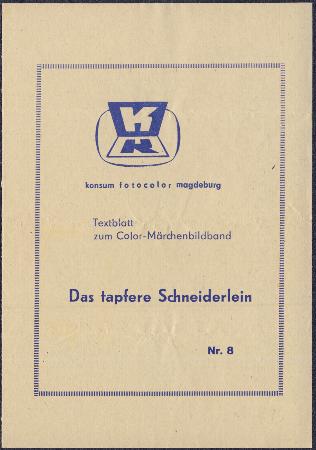 K
konsum fotocolor magdeburg
Textblatt
zum Color-Märchenbildband
Das tapfere Schneiderlein
Nr. 8